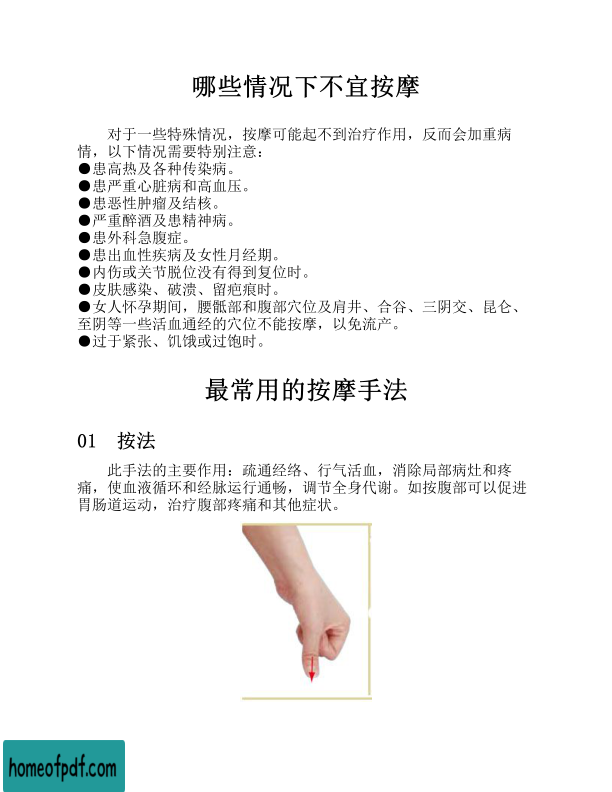 哪些情况下不宜按摩
对于一些特殊情况，按摩可能起不到治疗作用，反而会加重病
情，以下情况需要特别注意：
●患高热及各种传染病。
●患严重心脏病和高血压。
●患恶性肿瘤及结核。
●严重醉酒及患精神病。
●患外科急腹症。
●患出血性疾病及女性月经期。
●内伤或关节脱位没有得到复位时。
●皮肤感染、破溃、留疤痕时。
●女人怀孕期间，腰骶部和腹部穴位及肩井、合谷、三阴交、昆仑、
至阴等一些活血通经的穴位不能按摩，以免流产。
●过于紧张、饥饿或过饱时。
最常用的按摩手法
01 按法
此手法的主要作用：疏通经络、行气活血，消除局部病灶和疼
痛，使血液循环和经脉运行通畅，调节全身代谢。如按腹部可以促进
胃肠道运动，治疗腹部疼痛和其他症状。
homeofpdf.com